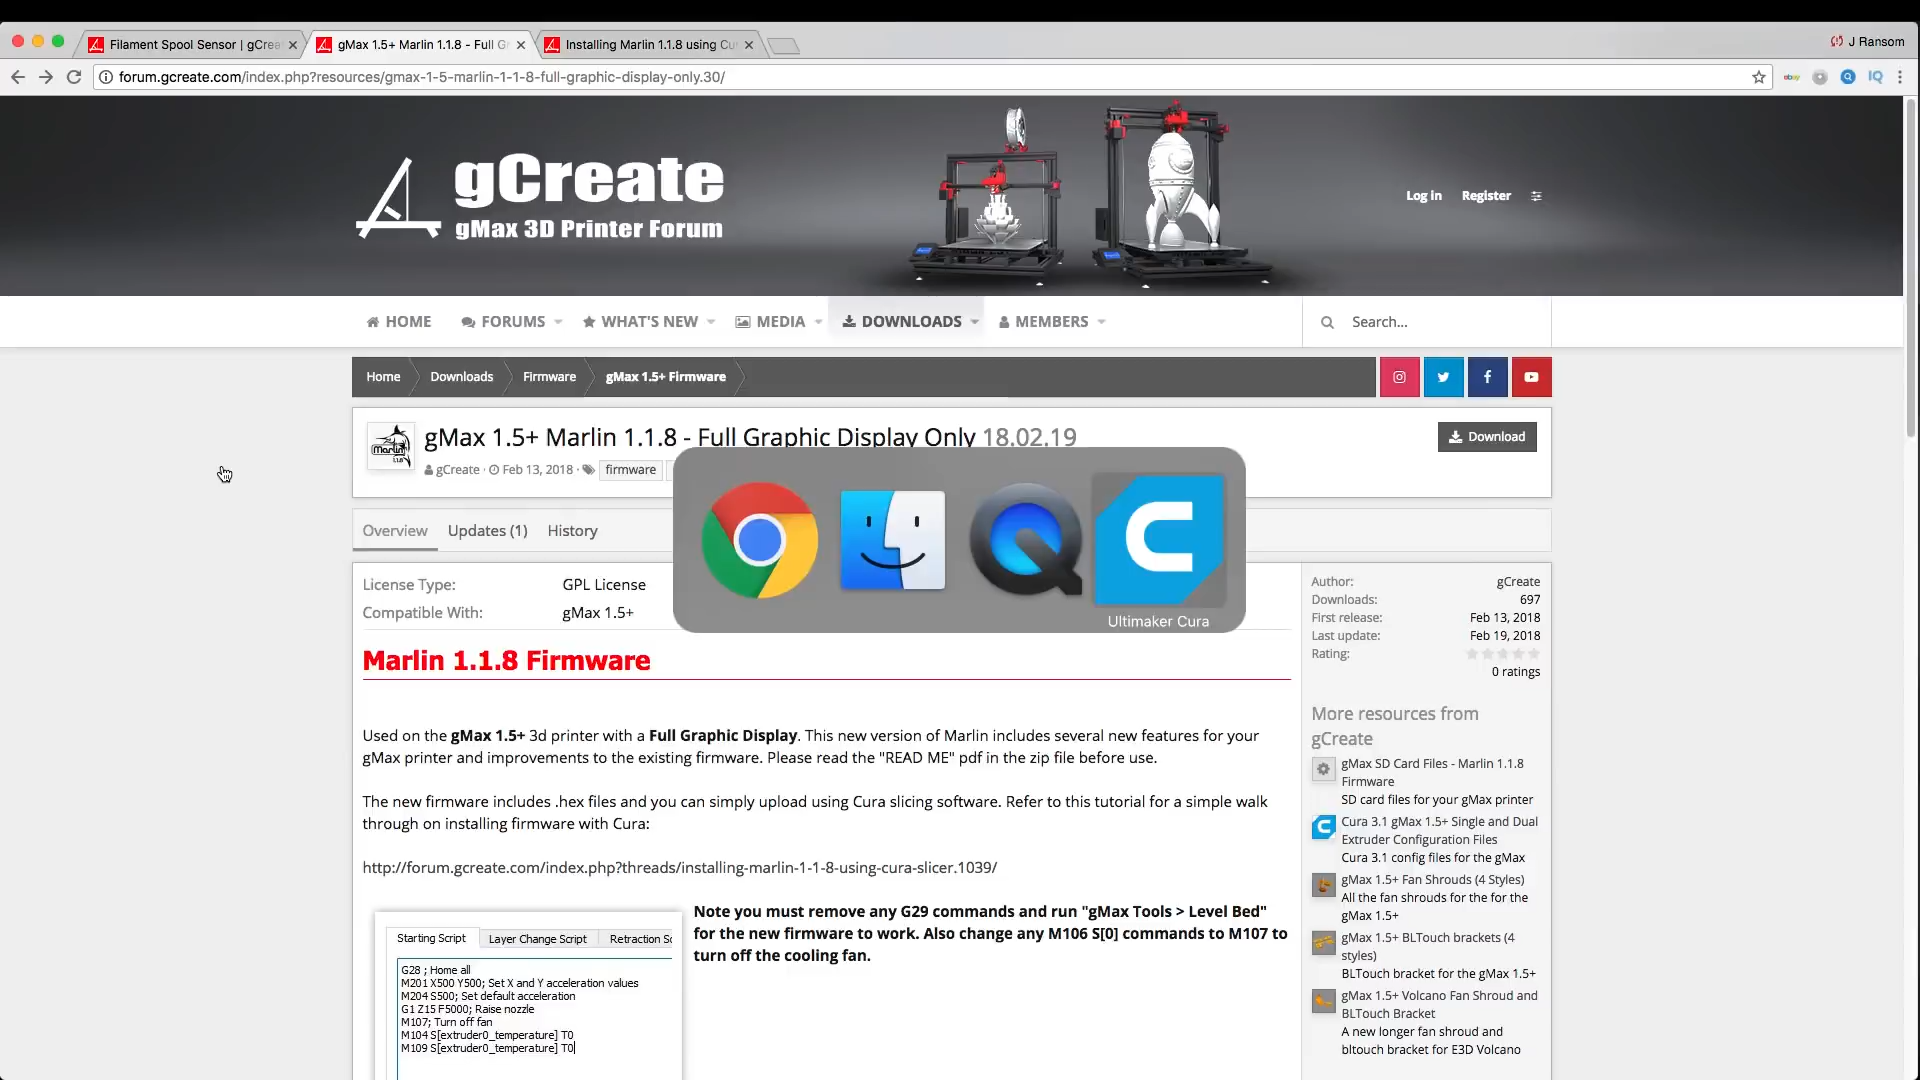 Filament Spool Sensor | gCrea
gMax 1.5+ Marlin 1.1.8 - Full G
Installing Marlin 1.1.8 using Cu
J Ransom
forum.gcreate.com/index.php?resources/gmax-1-5-marlin-1-1-8-full-graphic-display-only.30/
ebay
IQ
gCreate
gMax 3D Printer Forum
Log in
Register
HOME
FORUMS
WHAT'S NEW
MEDIA
DOWNLOADS
MEMBERS
Search...
Home
Downloads
Firmware
gMax 1.5+ Firmware
gMax 1.5+ Marlin 1.1.8 - Full Graphic Display Only 18.02.19
Download
Marlin
1.1.8
gCreate · Feb 13, 2018 ·
firmware
Overview
Updates (1)
History
Ultimaker Cura
License Type: GPL License
Compatible With: gMax 1.5+
Marlin 1.1.8 Firmware
Used on the gMax 1.5+ 3d printer with a Full Graphic Display. This new version of Marlin includes several new features for your
gMax printer and improvements to the existing firmware. Please read the "READ ME" pdf in the zip file before use.
The new firmware includes .hex files and you can simply upload using Cura slicing software. Refer to this tutorial for a simple walk
through on installing firmware with Cura:
http://forum.gcreate.com/index.php?threads/installing-marlin-1-1-8-using-cura-slicer.1039/
Starting Script
Layer Change Script
Retraction Sc
G28 ; Home all
M201 X500 Y500; Set X and Y acceleration values
M204 S500; Set default acceleration
G1 Z15 F5000; Raise nozzle
M107; Turn off fan
M104 S[extruder0_temperature] T0
M109 S[extruder0_temperature] T0
Note you must remove any G29 commands and run "gMax Tools > Level Bed"
for the new firmware to work. Also change any M106 S[0] commands to M107 to
turn off the cooling fan.
Author: gCreate
Downloads: 697
First release: Feb 13, 2018
Last update: Feb 19, 2018
Rating:
0 ratings
More resources from
gCreate
gMax SD Card Files - Marlin 1.1.8
Firmware
SD card files for your gMax printer
Cura 3.1 gMax 1.5+ Single and Dual
Extruder Configuration Files
Cura 3.1 config files for the gMax
gMax 1.5+ Fan Shrouds (4 Styles)
All the fan shrouds for the for the
gMax 1.5+
gMax 1.5+ BLTouch brackets (4
styles)
BLTouch bracket for the gMax 1.5+
gMax 1.5+ Volcano Fan Shroud and
BLTouch Bracket
A new longer fan shroud and
bltouch bracket for E3D Volcano